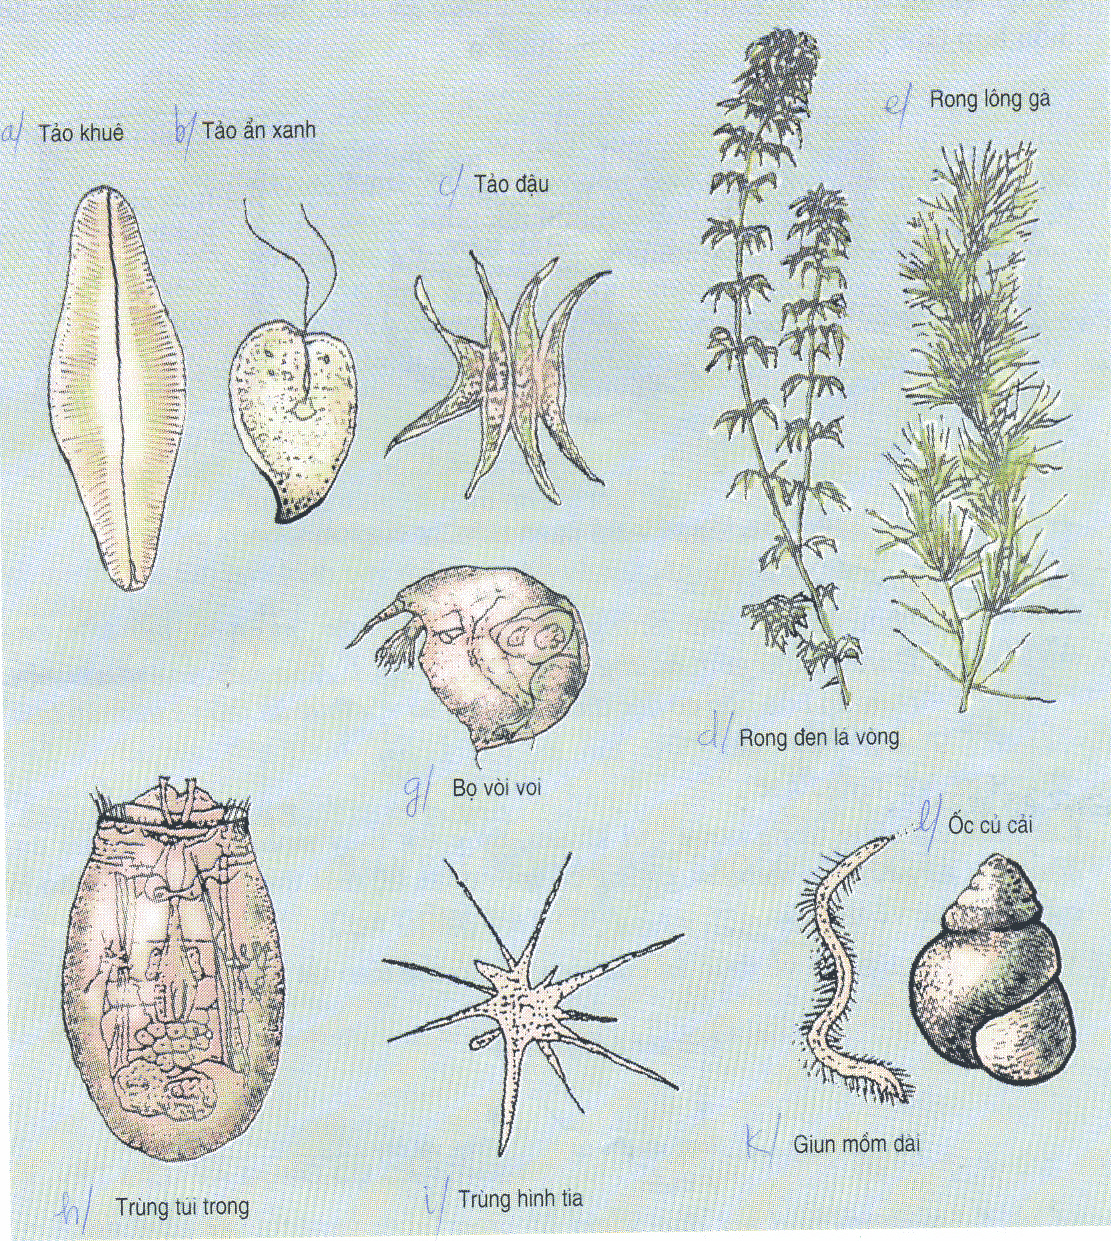 a/ Tảo khuê
b/ Tảo ẩn xanh
c/ Tảo đậu
e/ Rong lông gà
d/ Rong đen lá vòng
g/ Bọ vòi voi
l/ Ốc củ cải
k/ Giun mồm dài
h/ Trùng túi trong
i/ Trùng hình tia